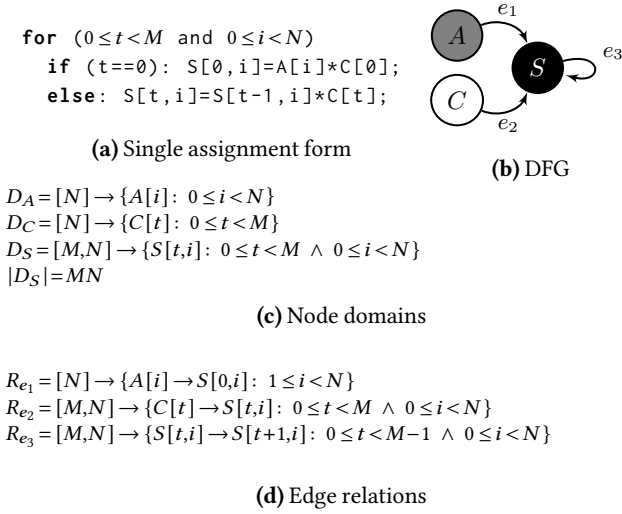 for (0 ≤ t < M and 0 ≤ i < N)
if (t==0): S[0,i]=A[i]*C[0];
else: S[t,i]=S[t-1,i]*C[t];
(a) Single assignment form
A
C
S
e₁
e₂
e₃
(b) DFG
D_A = [N] → {A[i]: 0 ≤ i < N}
D_C = [N] → {C[t]: 0 ≤ t < M}
D_S = [M,N] → {S[t,i]: 0 ≤ t < M ∧ 0 ≤ i < N}
|D_S| = MN
(c) Node domains
R_e₁ = [N] → {A[i] → S[0,i]: 1 ≤ i < N}
R_e₂ = [M,N] → {C[t] → S[t,i]: 0 ≤ t < M ∧ 0 ≤ i < N}
R_e₃ = [M,N] → {S[t,i] → S[t+1,i]: 0 ≤ t < M−1 ∧ 0 ≤ i < N}
(d) Edge relations